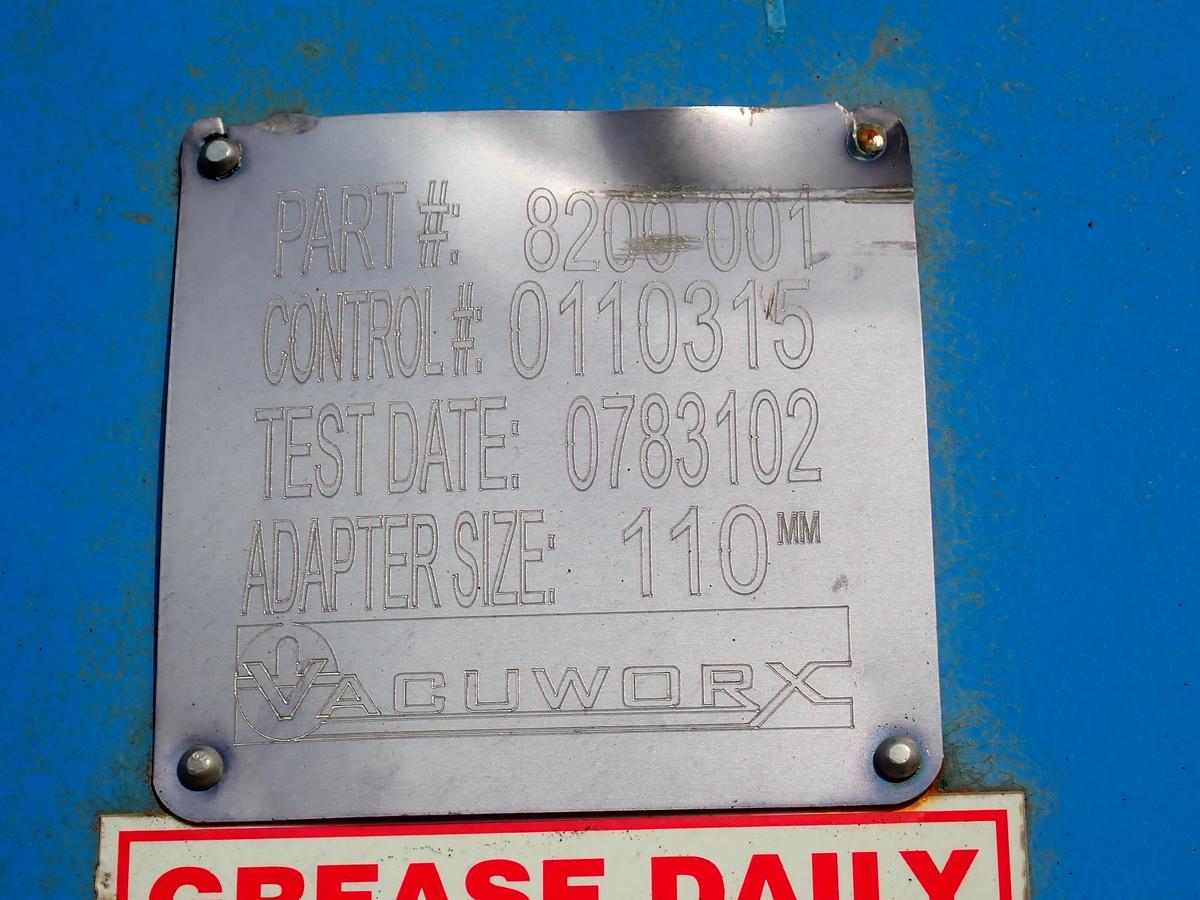 PART #: 8200-001
CONTROL #: 0110315
TEST DATE: 0783102
ADAPTER SIZE: 110 MM
VACUWORX
GREASE DAILY